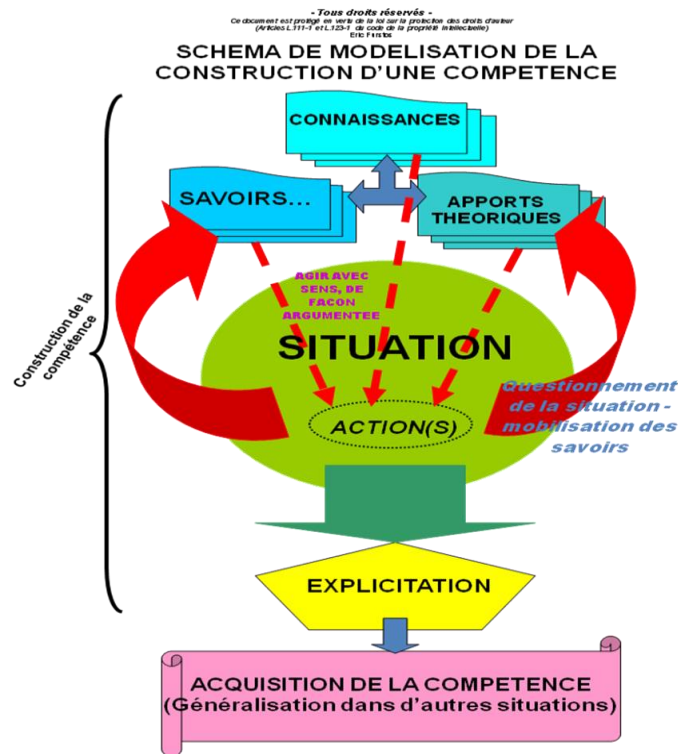 - Tous droits réservés -
Ce document est protégé en vertu de la loi sur la protection des droits d'auteur
(Articles L.111-1 et L.123-1 du code de la propriété intellectuelle)
SCHEMA DE MODELISATION DE LA
CONSTRUCTION D'UNE COMPETENCE
CONNAISSANCES
SAVOIRS...
APPORTS
THEORIQUES
AGIR AVEC
SENS, DE
FACON
ARGUMENTEE
SITUATION
Construction de la
compétence
Questionnement
de la situation -
mobilisation des
savoirs
ACTION(S)
EXPLICITATION
ACQUISITION DE LA COMPETENCE
(Généralisation dans d'autres situations)